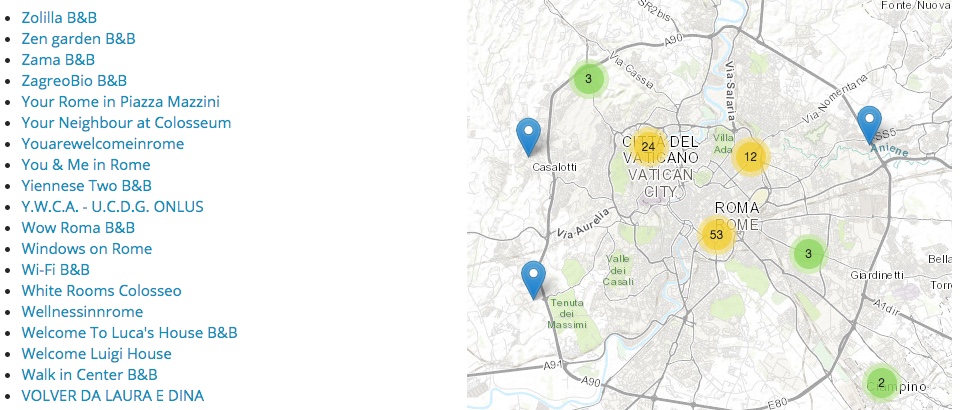 Zolilla B&B
Zen garden B&B
Zama B&B
ZagreoBio B&B
Your Rome in Piazza Mazzini
Your Neighbour at Colosseum
Youarewelcomeinrome
You & Me in Rome
Yiennese Two B&B
Y.W.C.A. - U.C.D.G. ONLUS
Wow Roma B&B
Windows on Rome
Wi-Fi B&B
White Rooms Colosseo
Wellnessinnrome
Welcome To Luca's House B&B
Welcome Luigi House
Walk in Center B&B
VOLVER DA LAURA E DINA
SR2bis
Fonte Nuova
A90
Via Cassia
3
Via Salaria
Via Nomentana
SS5
Aniene
Casalotti
CITTÀ DEL
VATICANO
VATICAN
CITY
24
Villa
Ada
12
ROMA
ROME
53
Via Aurelia
Valle
dei
Casali
3
Giardinetti
Bella
Torre
Tenuta
dei
Massimi
A1dir
A91
A90
E80
2
Ciampino